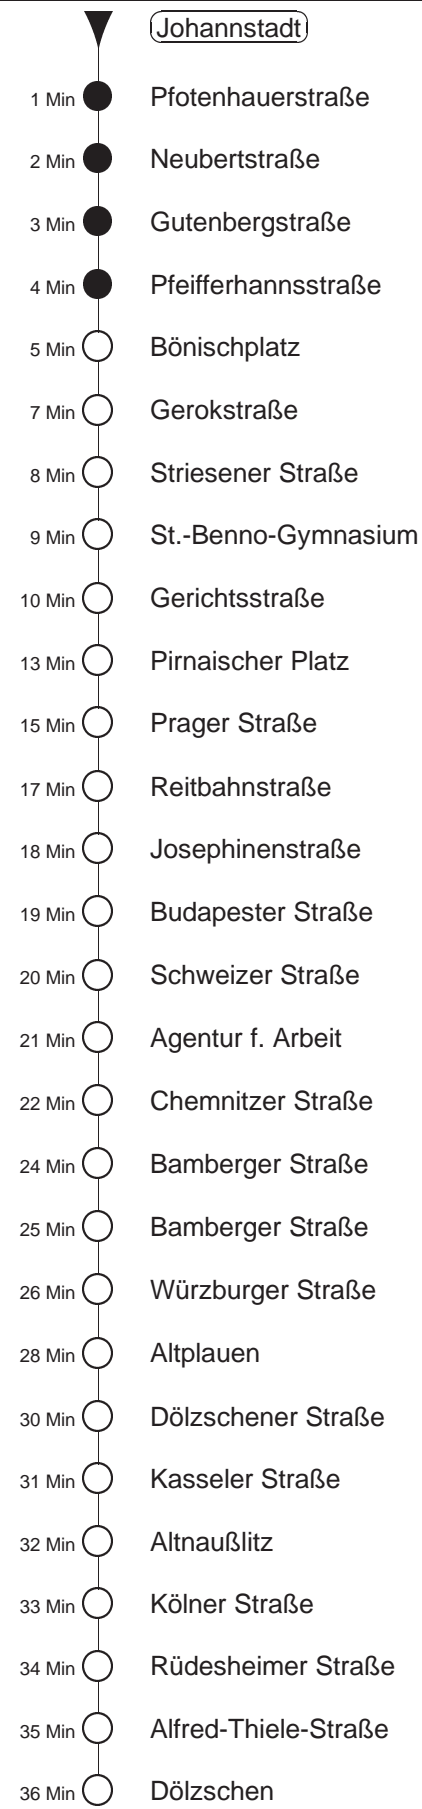 Johannstadt
1 Min Pfotenhauerstraße
2 Min Neubertstraße
3 Min Gutenbergstraße
4 Min Pfeifferhannsstraße
5 Min Bönischplatz
7 Min Gerokstraße
8 Min Striesener Straße
9 Min St.-Benno-Gymnasium
10 Min Gerichtsstraße
13 Min Pirnaischer Platz
15 Min Prager Straße
17 Min Reitbahnstraße
18 Min Josephinenstraße
19 Min Budapester Straße
20 Min Schweizer Straße
21 Min Agentur f. Arbeit
22 Min Chemnitzer Straße
24 Min Bamberger Straße
25 Min Bamberger Straße
26 Min Würzburger Straße
28 Min Altplauen
30 Min Dölzschener Straße
31 Min Kasseler Straße
32 Min Altnaußlitz
33 Min Kölner Straße
34 Min Rüdesheimer Straße
35 Min Alfred-Thiele-Straße
36 Min Dölzschen